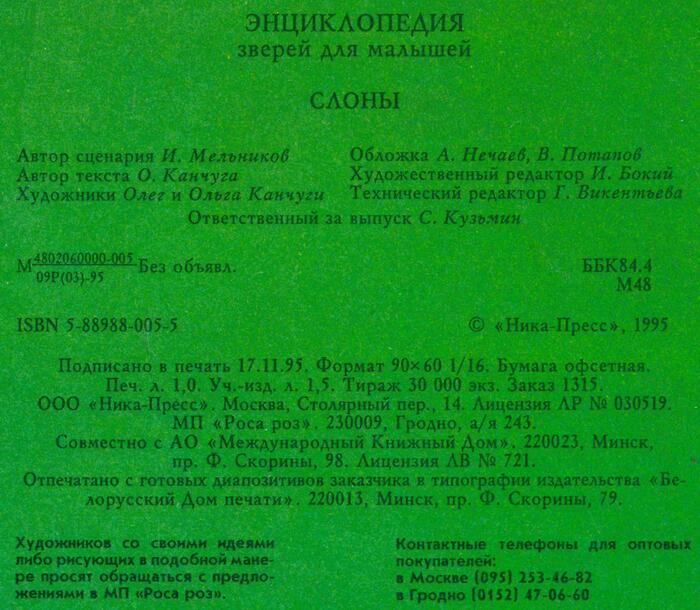 ЭНЦИКЛОПЕДИЯ
зверей для малышей
СЛОНЫ
Автор сценария И. Мельников
Автор текста О. Канчуга
Художники Олег и Ольга Канчуги
Обложка А. Нечаев, В. Потапов
Художественный редактор И. Бокий
Технический редактор Г. Викентьева
Ответственный за выпуск С. Кузьмин
М 4802060000-005 Без объявл.
09Р(03)-95
ББК84.4
М48
ISBN 5-88988-005-5
© «Ника-Пресс», 1995
Подписано в печать 17.11.95. Формат 90×60 1/16. Бумага офсетная.
Печ. л. 1,0. Уч.-изд. л. 1,5. Тираж 30 000 экз. Заказ 1315.
ООО «Ника-Пресс». Москва, Столярный пер., 14. Лицензия ЛР № 030519.
МП «Роса роз». 230009, Гродно, а/я 243.
Совместно с АО «Международный Книжный Дом». 220023, Минск,
пр. Ф. Скорины, 98. Лицензия ЛВ № 721.
Отпечатано с готовых диапозитивов заказчика в типографии издательства «Бе-
лорусский Дом печати». 220013, Минск, пр. Ф. Скорины, 79.
Художников со своими идеями
либо рисующих в подобной мане-
ре просят обращаться с предло-
жениями в МП «Роса роз».
Контактные телефоны для оптовых
покупателей:
в Москве (095) 253-46-82
в Гродно (0152) 47-06-60